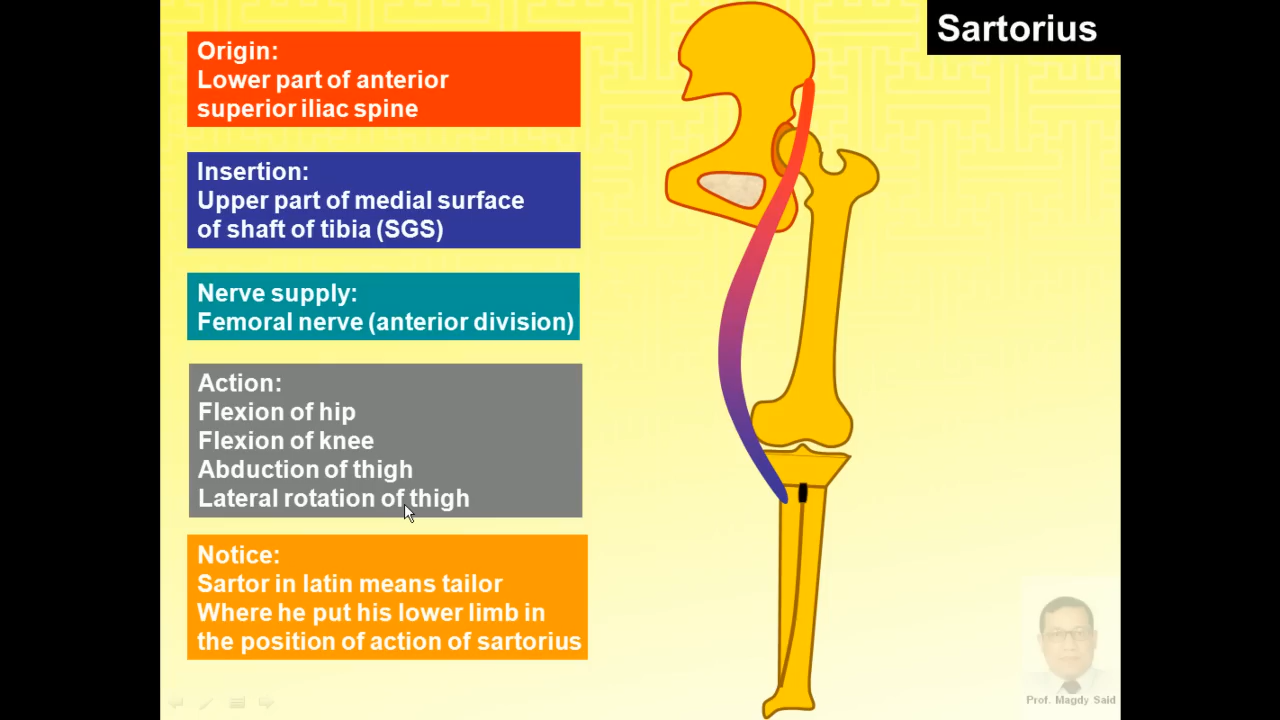 Sartorius
Origin:
Lower part of anterior
superior iliac spine
Insertion:
Upper part of medial surface
of shaft of tibia (SGS)
Nerve supply:
Femoral nerve (anterior division)
Action:
Flexion of hip
Flexion of knee
Abduction of thigh
Lateral rotation of thigh
Notice:
Sartor in latin means tailor
Where he put his lower limb in
the position of action of sartorius
Prof. Magdy Said